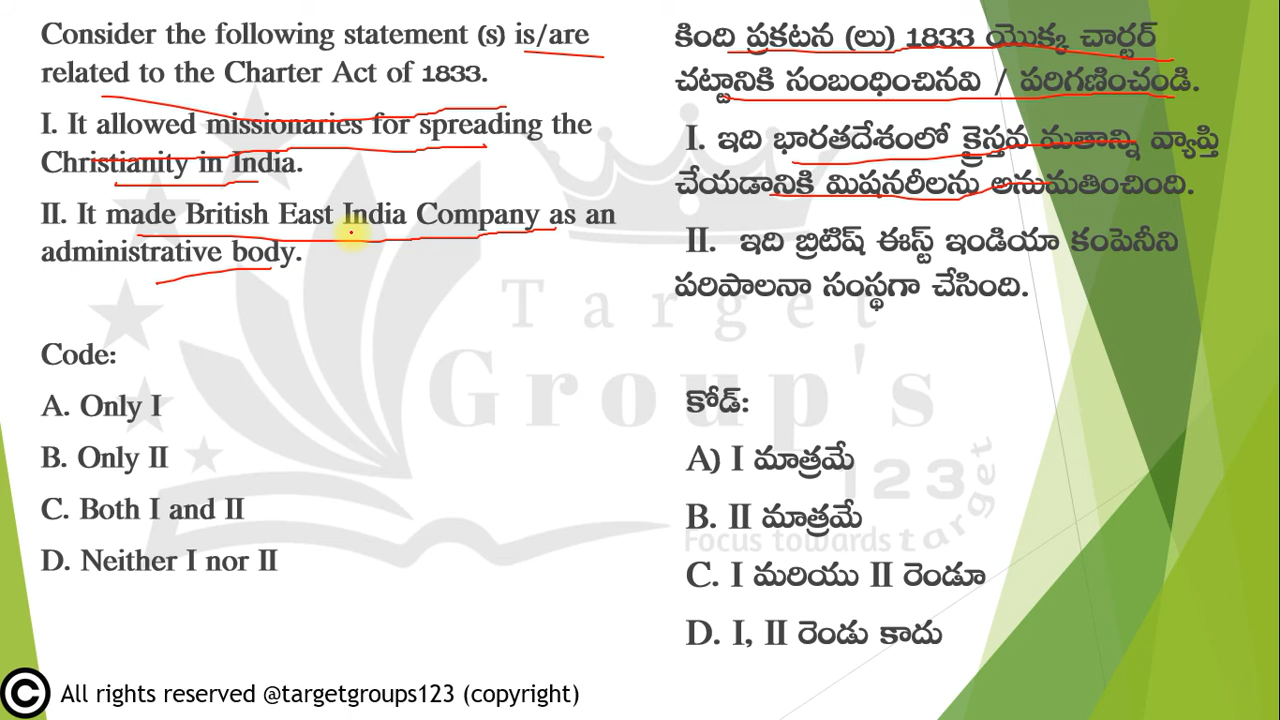 Consider the following statement (s) is/are
related to the Charter Act of 1833.
I. It allowed missionaries for spreading the
Christianity in India.
II. It made British East India Company as an
administrative body.
Code:
A. Only I
B. Only II
C. Both I and II
D. Neither I nor II
కింది ప్రకటన (లు) 1833 యొక్క చార్టర్
చట్టానికి సంబంధించినవి / పరిగణించండి.
I. ఇది భారతదేశంలో క్రైస్తవ మతాన్ని వ్యాప్తి
చేయడానికి మిషనరీలను అనుమతించింది.
II. ఇది బ్రిటిష్ ఈస్ట్ ఇండియా కంపెనీని
పరిపాలనా సంస్థగా చేసింది.
కోడ్:
A) I మాత్రమే
B. II మాత్రమే
C. I మరియు II రెండూ
D. I, II రెండు కాదు
Target
Group's
123
Focus towards target
All rights reserved @targetgroups123 (copyright)